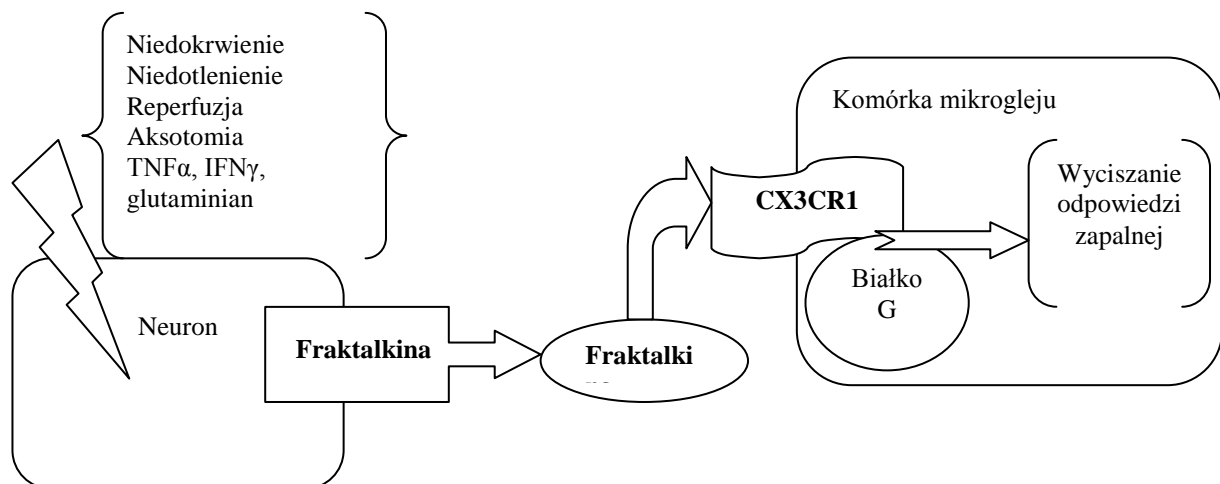 Niedokrwienie
Niedotlenienie
Reperfuzja
Aksotomia
TNFα, IFNγ,
glutaminian
Neuron
Fraktalkina
Fraktalki
CX3CR1
Komórka mikrogleju
Białko
G
Wyciszanie
odpowiedzi
zapalnej